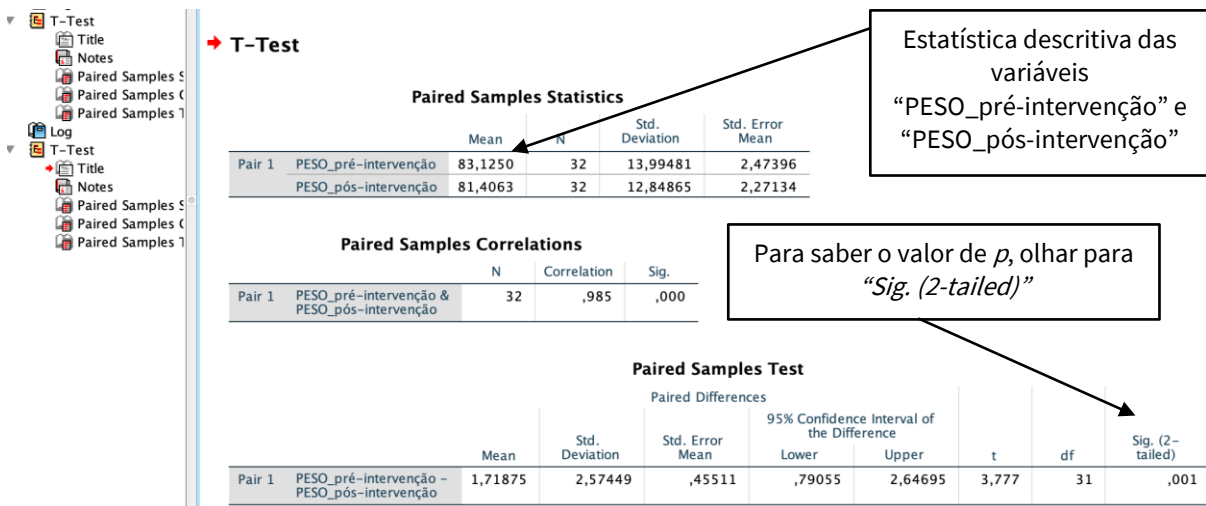 T-Test
Title
Notes
Paired Samples S
Paired Samples C
Paired Samples T
Log
T-Test
Title
Notes
Paired Samples S
Paired Samples C
Paired Samples T
T-Test
Estatística descritiva das
variáveis
“PESO_pré-intervenção” e
“PESO_pós-intervenção”
Paired Samples Statistics
Mean N Std. Deviation Std. Error Mean
Pair 1 PESO_pré-intervenção 83,1250 32 13,99481 2,47396
PESO_pós-intervenção 81,4063 32 12,84865 2,27134
Para saber o valor de p, olhar para
“Sig. (2-tailed)”
Paired Samples Correlations
N Correlation Sig.
Pair 1 PESO_pré-intervenção & 32 ,985 ,000
PESO_pós-intervenção
Paired Samples Test
Paired Differences
95% Confidence Interval of
the Difference
Mean Std. Deviation Std. Error Mean Lower Upper t df Sig. (2-tailed)
Pair 1 PESO_pré-intervenção - 1,71875 2,57449 ,45511 ,79055 2,64695 3,777 31 ,001
PESO_pós-intervenção